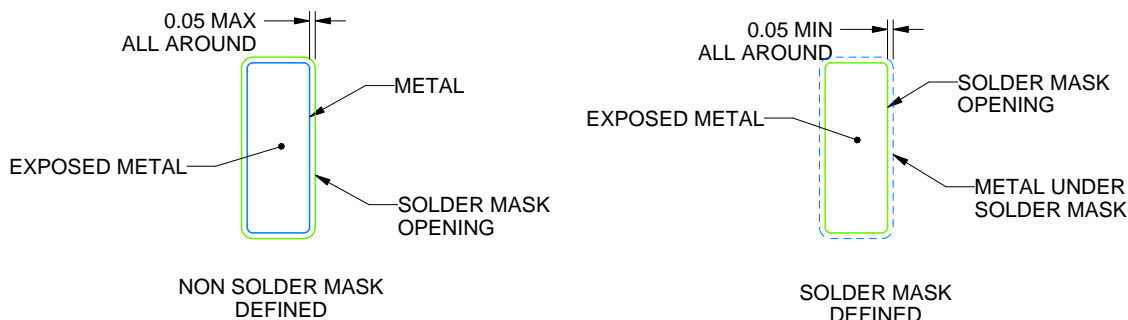 0.05 MAX
ALL AROUND
METAL
EXPOSED METAL
SOLDER MASK
OPENING
NON SOLDER MASK
DEFINED
0.05 MIN
ALL AROUND
SOLDER MASK
OPENING
EXPOSED METAL
METAL UNDER
SOLDER MASK
SOLDER MASK
DEFINED